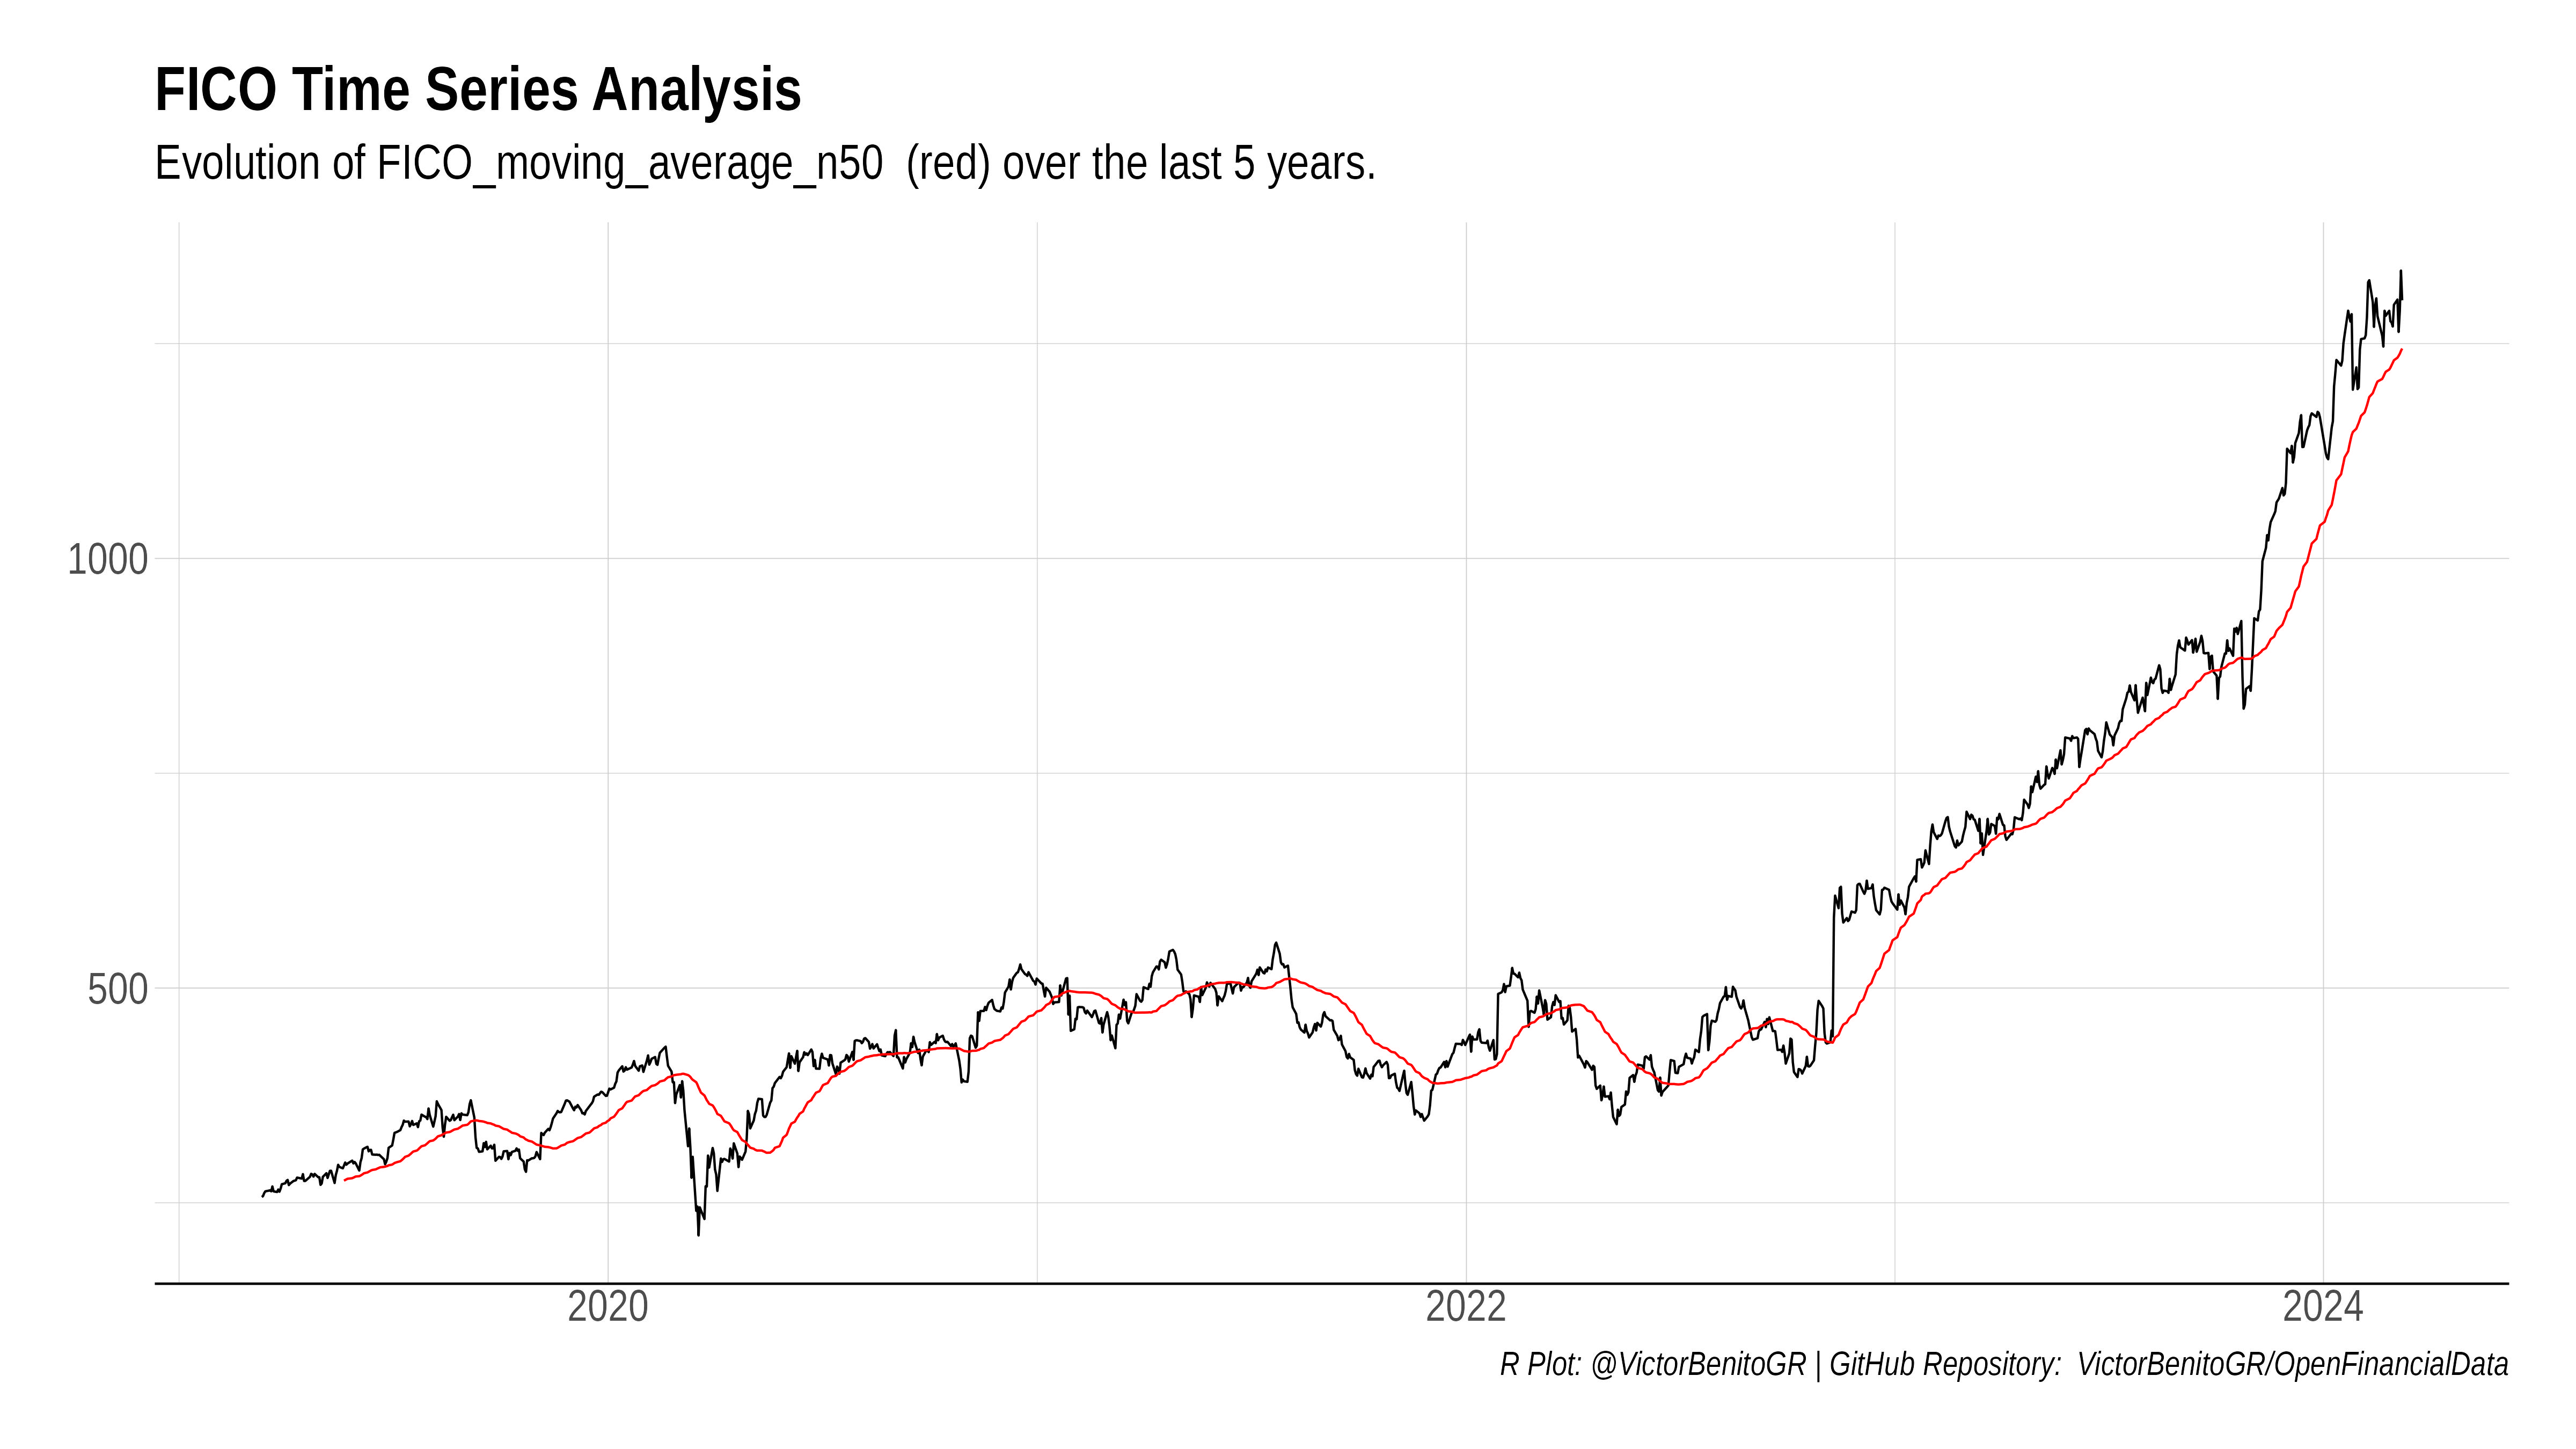 FICO Time Series Analysis
Evolution of FICO_moving_average_n50  (red) over the last 5 years.
1000
500
2020 2022 2024
R Plot: @VictorBenitoGR | GitHub Repository:  VictorBenitoGR/OpenFinancialData